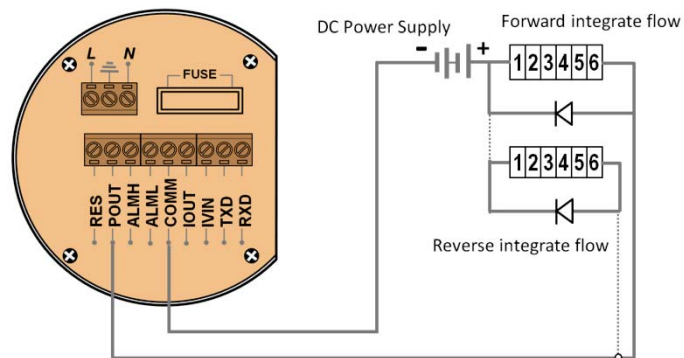 DC Power Supply
Forward integrate flow
- +
123456
L N
FUSE
123456
RES
POUT
ALMH
ALML
COMM
IOUT
IVIN
TXD
RXD
Reverse integrate flow